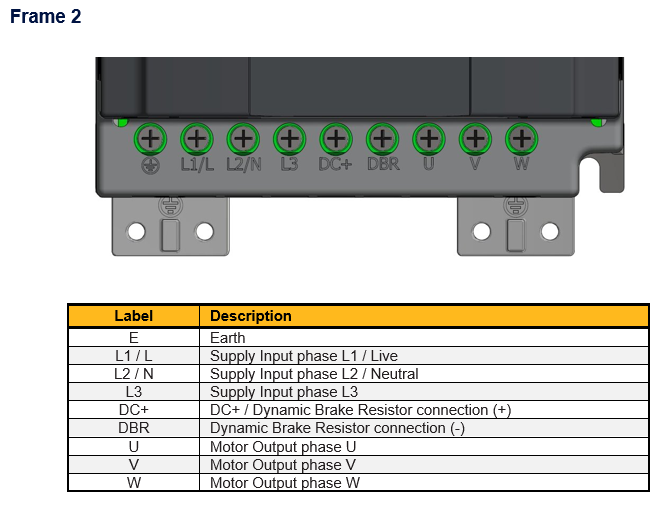 Frame 2
L1/L L2/N L3 DC+ DBR U V W
Label Description
E Earth
L1 / L Supply Input phase L1 / Live
L2 / N Supply Input phase L2 / Neutral
L3 Supply Input phase L3
DC+ DC+ / Dynamic Brake Resistor connection (+)
DBR Dynamic Brake Resistor connection (-)
U Motor Output phase U
V Motor Output phase V
W Motor Output phase W